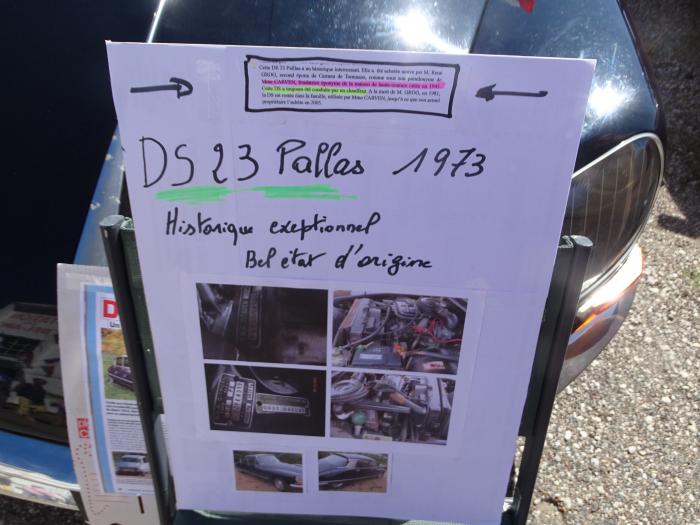 Cette DS 23 Pallas a un historique intéressant. Elle a été achetée neuve par M. René
GROG, second époux de Carmen de Tommaso, connue sous son pseudonyme de
Mme CARVEN, fondatrice éponyme de la maison de haute-couture créée en 1945.
Cette DS a toujours été conduite par un chauffeur. A la mort de M. GROG, en 1981,
la DS est restée dans la famille, utilisée par Mme CARVEN, jusqu'à ce que son actuel
propriétaire l'achète en 2005.
DS 23 Pallas 1973
Historique exeptionnel
Bel état d'origine
D
Un